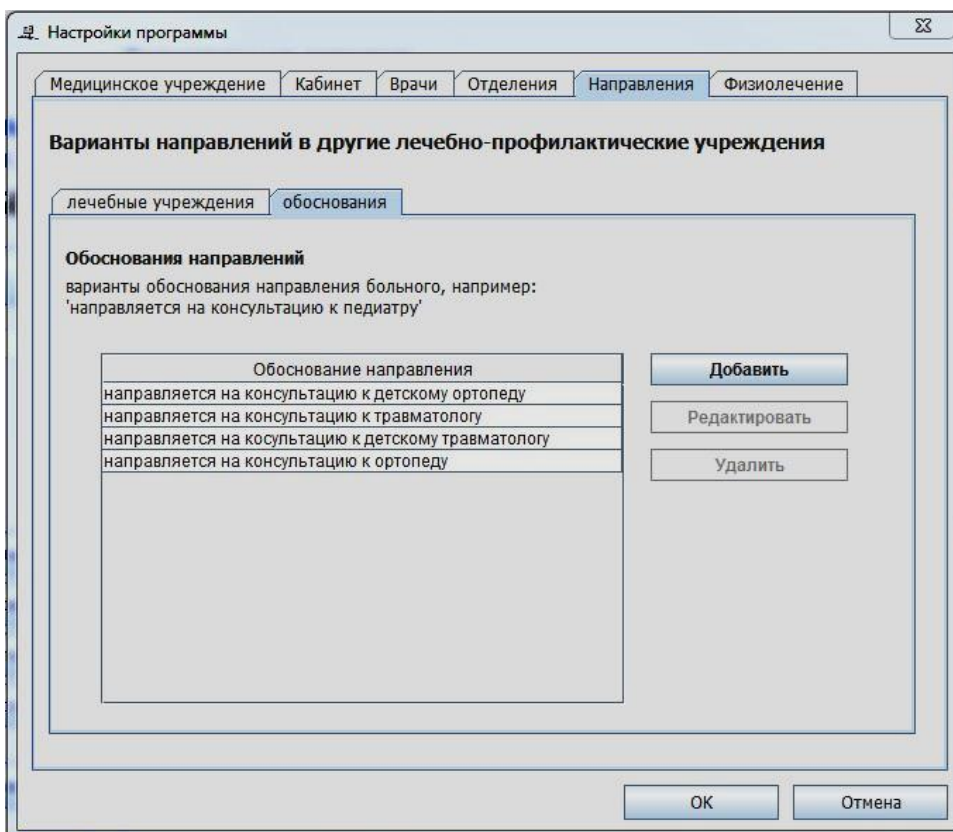 Настройки программы
Медицинское учреждение Кабинет Врачи Отделения Направления Физиолечение
Варианты направлений в другие лечебно-профилактические учреждения
лечебные учреждения обоснования
Обоснования направлений
варианты обоснования направления больного, например:
'направляется на консультацию к педиатру'
Обоснование направления
направляется на консультацию к детскому ортопеду
направляется на консультацию к травматологу
направляется на косультацию к детскому травматологу
направляется на консультацию к ортопеду
Добавить
Редактировать
Удалить
OK Отмена